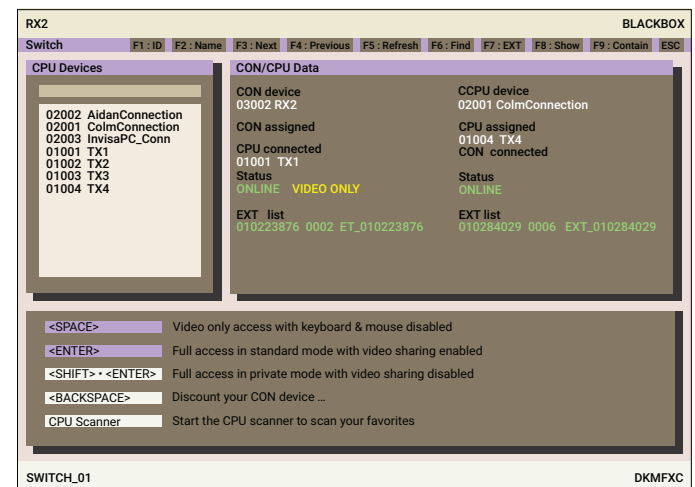 RX2 BLACKBOX
Switch F1 : ID F2 : Name F3 : Next F4 : Previous F5 : Refresh F6 : Find F7 : EXT F8 : Show F9 : Contain ESC
CPU Devices CON/CPU Data
CON device CCPU device
03002 RX2 02001 ColmConnection
02002 AidanConnection
02001 ColmConnection
02003 InvisaPC_Conn
01001 TX1
01002 TX2
01003 TX3
01004 TX4
CON assigned CPU assigned
01004 TX4
CPU connected CON connected
01001 TX1
Status Status
ONLINE VIDEO ONLY ONLINE
EXT list EXT list
010223876 0002 ET_010223876 010284029 0006 EXT_010284029
<SPACE> Video only access with keyboard & mouse disabled
<ENTER> Full access in standard mode with video sharing enabled
<SHIFT> • <ENTER> Full access in private mode with video sharing disabled
<BACKSPACE> Discount your CON device ...
CPU Scanner Start the CPU scanner to scan your favorites
SWITCH_01 DKMFXC